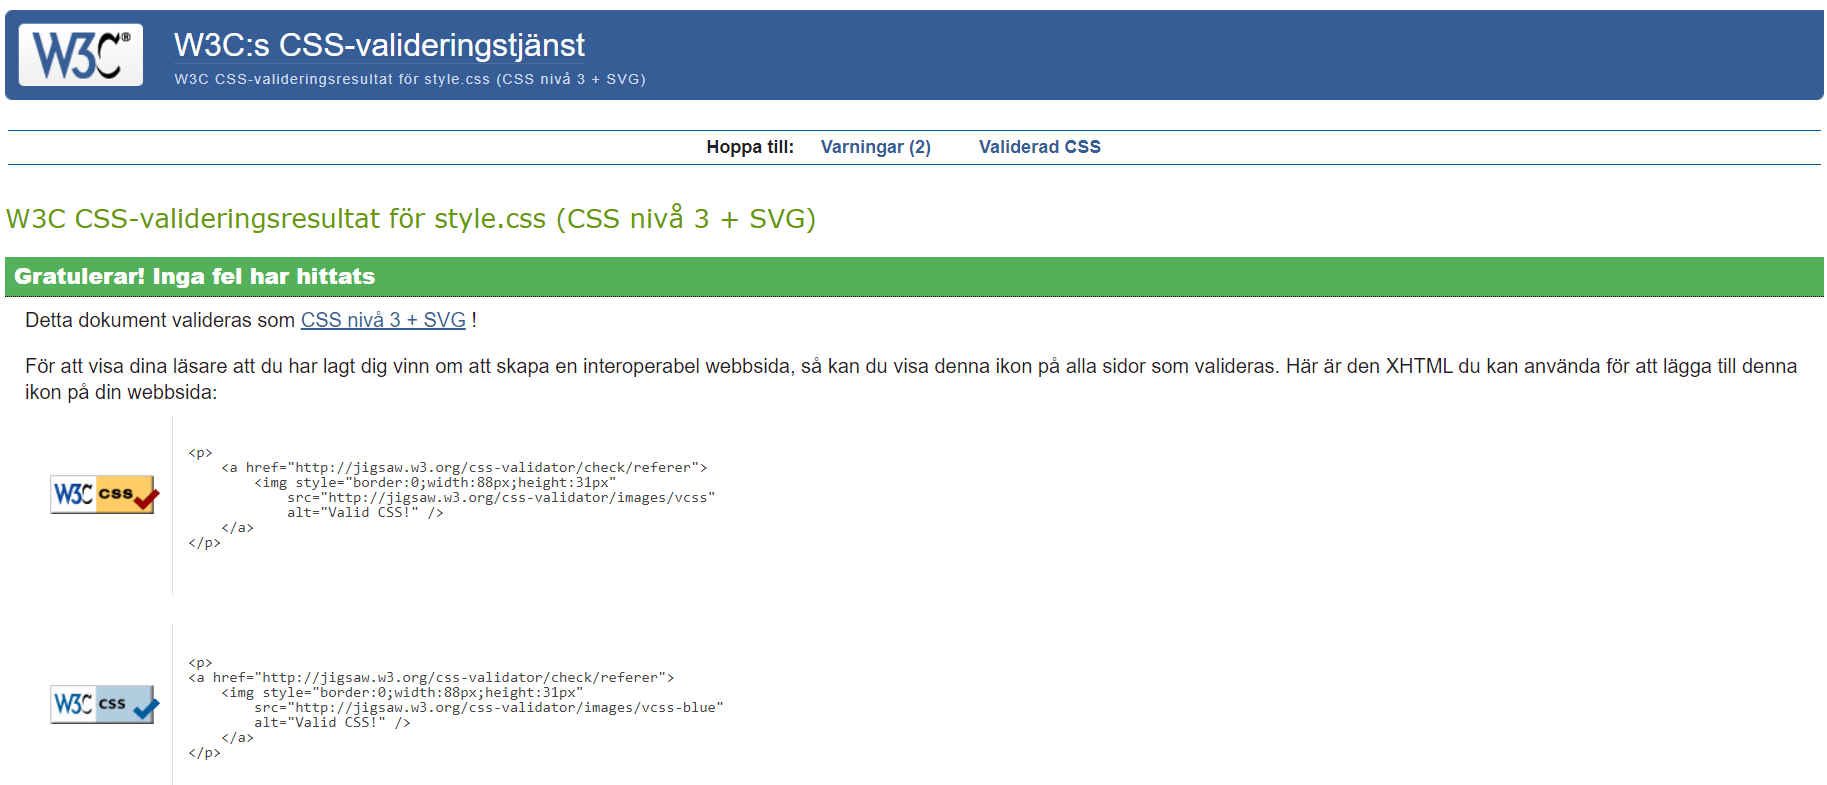 W3C®
W3C:s CSS-valideringstjänst
W3C CSS-valideringsresultat för style.css (CSS nivå 3 + SVG)
Hoppa till: Varningar (2) Validerad CSS
W3C CSS-valideringsresultat för style.css (CSS nivå 3 + SVG)
Gratulerar! Inga fel har hittats
Detta dokument valideras som CSS nivå 3 + SVG !
För att visa dina läsare att du har lagt dig vinn om att skapa en interoperabel webbsida, så kan du visa denna ikon på alla sidor som valideras. Här är den XHTML du kan använda för att lägga till denna
ikon på din webbsida:
W3C css
<p>
    <a href="http://jigsaw.w3.org/css-validator/check/referer">
        <img style="border:0;width:88px;height:31px"
            src="http://jigsaw.w3.org/css-validator/images/vcss"
            alt="Valid CSS!" />
    </a>
</p>
W3C css
<p>
<a href="http://jigsaw.w3.org/css-validator/check/referer">
    <img style="border:0;width:88px;height:31px"
        src="http://jigsaw.w3.org/css-validator/images/vcss-blue"
        alt="Valid CSS!" />
    </a>
</p>